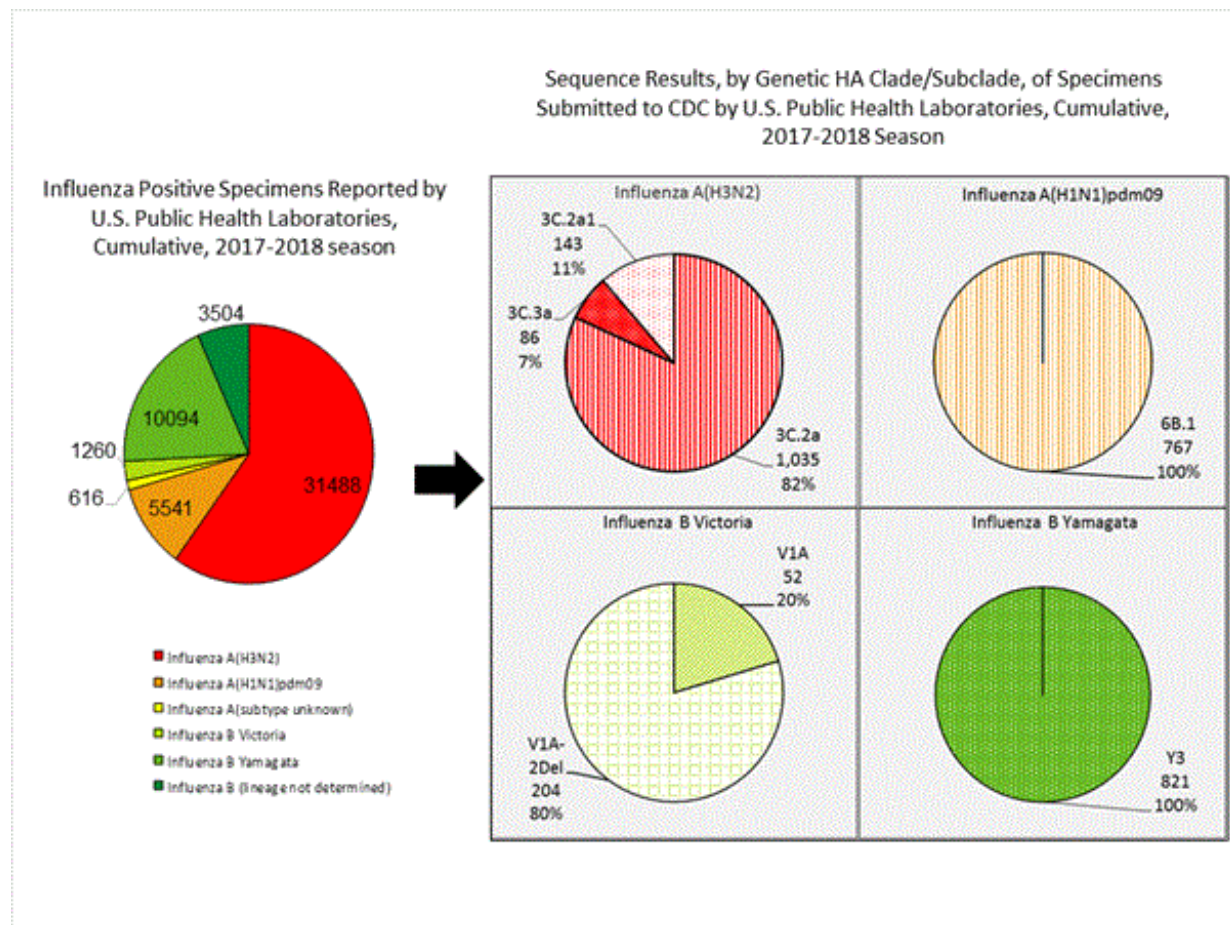 Sequence Results, by Genetic HA Clade/Subclade, of Specimens
Submitted to CDC by U.S. Public Health Laboratories, Cumulative,
2017-2018 Season
Influenza Positive Specimens Reported by
U.S. Public Health Laboratories,
Cumulative, 2017-2018 season
3504
10094
1260
616
5541
31488
Influenza A(H3N2)
Influenza A(H1N1)pdm09
Influenza A(subtype unknown)
Influenza B Victoria
Influenza B Yamagata
Influenza B (lineage not determined)
Influenza A(H3N2)
3C.2a1
143
11%
3C.3a
86
7%
3C.2a
1,035
82%
Influenza A(H1N1)pdm09
6B.1
767
100%
Influenza B Victoria
V1A
52
20%
V1A-
2Del
204
80%
Influenza B Yamagata
Y3
821
100%